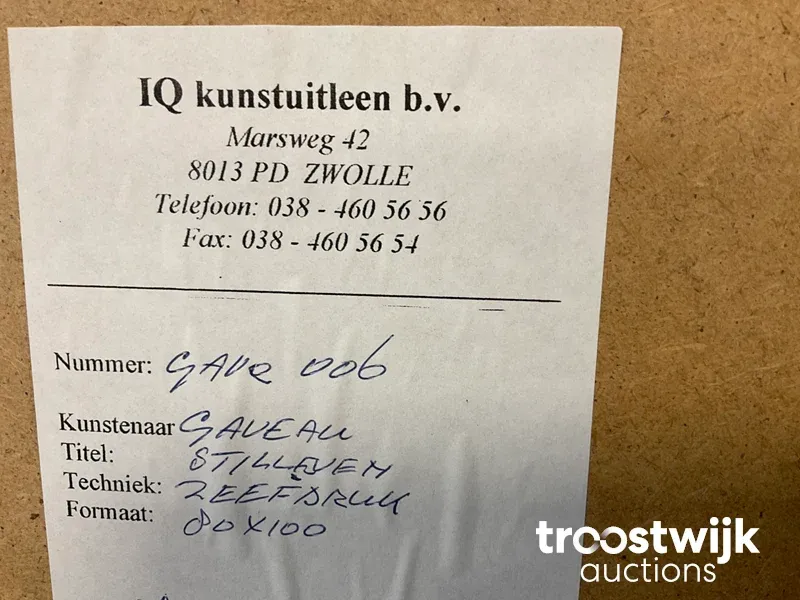 IQ kunstuitleen b.v.
Marsweg 42
8013 PD ZWOLLE
Telefoon: 038 - 460 56 56
Fax: 038 - 460 56 54
Nummer: GAVR 006
Kunstenaar GAVEAU
Titel: STILLEVEN
Techniek: ZEEFDRUK
Formaat: 80X100
troostwijk
auctions